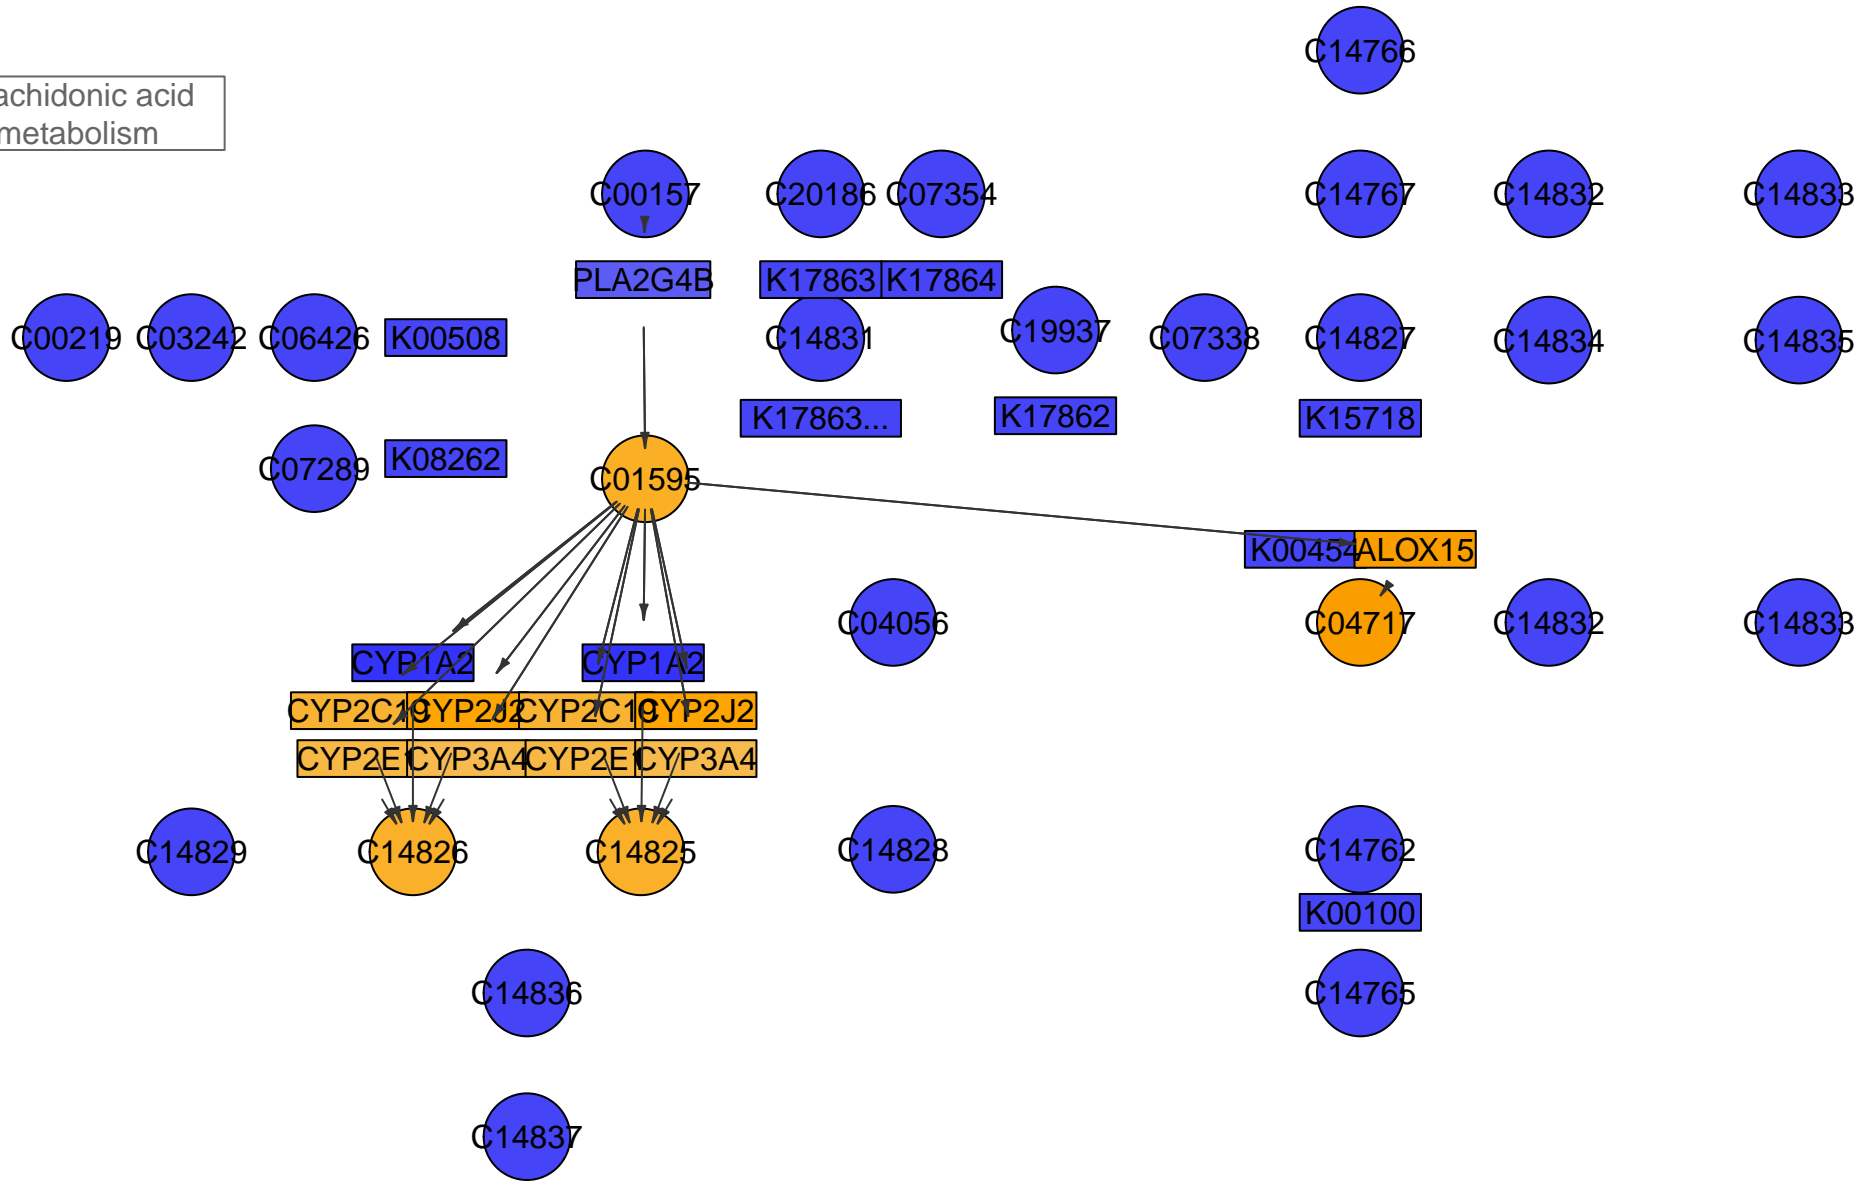 C14766
achidonic acid
metabolism
C00157
C20186
C07354
C14767
C14832
C14833
PLA2G4B
K17863
K17864
C00219
C03242
C06426
K00508
C14831
C19937
C07338
C14827
C14834
C14835
K17863...
K17862
K15718
C07289
K08262
C01595
K00454
ALOX15
C04056
C04717
C14832
C14833
CYP1A2
CYP1A2
CYP2C19
CYP2J2
CYP2C19
CYP2J2
CYP2E1
CYP3A4
CYP2E1
CYP3A4
C14829
C14826
C14825
C14828
C14762
K00100
C14836
C14765
C14837